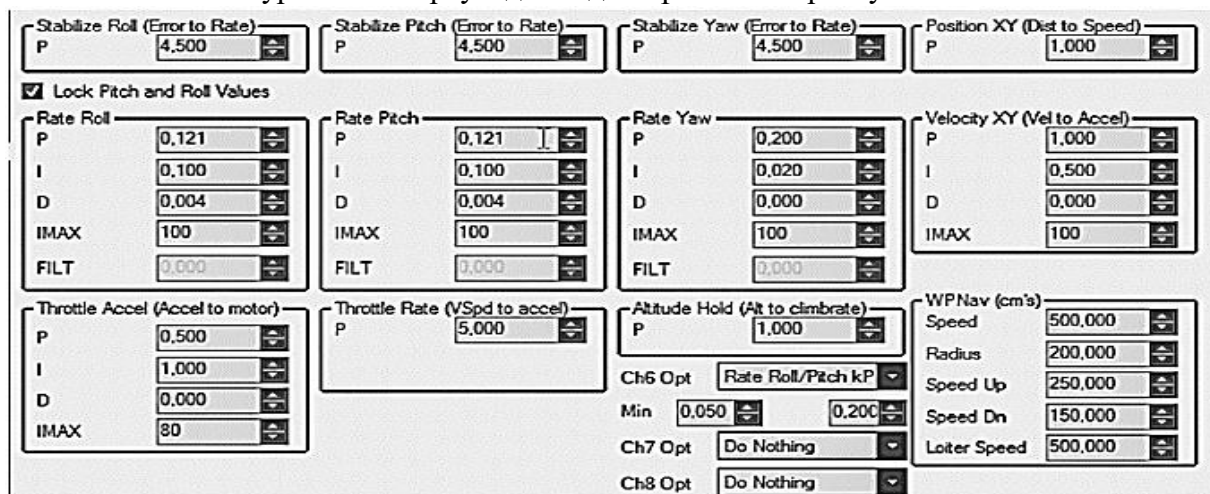 Stabilize Roll (Error to Rate) Stabilize Pitch (Error to Rate) Stabilize Yaw (Error to Rate) Position XY (Dist to Speed)
P 4,500 P 4,500 P 4,500 P 1,000
Lock Pitch and Roll Values
Rate Roll Rate Pitch Rate Yaw Velocity XY (Vel to Accel)
P 0,121 P 0,121 P 0,200 P 1,000
I 0,100 I 0,100 I 0,020 I 0,500
D 0,004 D 0,004 D 0,000 D 0,000
IMAX 100 IMAX 100 IMAX 100 IMAX 100
FILT 0,000 FILT 0,000 FILT 0,000
Throttle Accel (Accel to motor) Throttle Rate (VSpd to accel) Altitude Hold (Alt to climbrate) WPNav (cm's)
P 0,500 P 5,000 P 1,000 Speed 500,000
I 1,000 Radius 200,000
D 0,000 Ch6 Opt Rate Roll/Pitch kP Speed Up 250,000
IMAX 80 Min 0,050 0,200 Speed Dn 150,000
Ch7 Opt Do Nothing Loiter Speed 500,000
Ch8 Opt Do Nothing